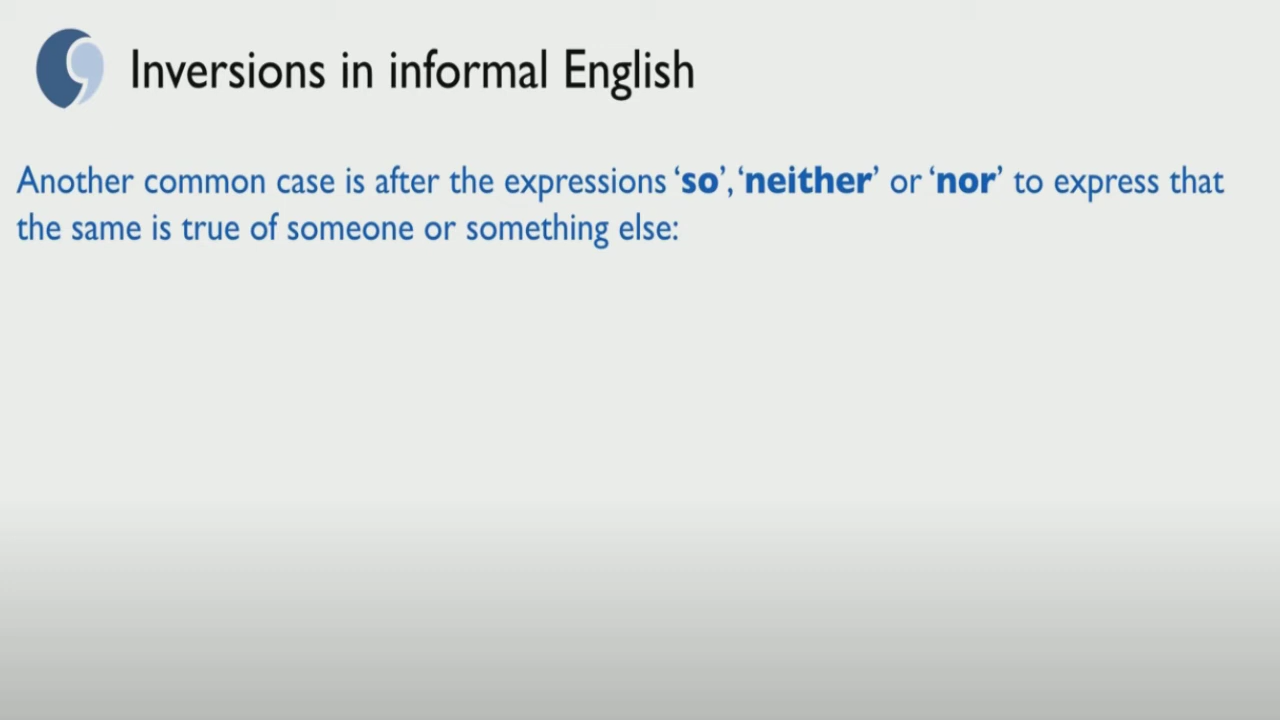 Inversions in informal English
Another common case is after the expressions ‘so’, ‘neither’ or ‘nor’ to express that
the same is true of someone or something else: